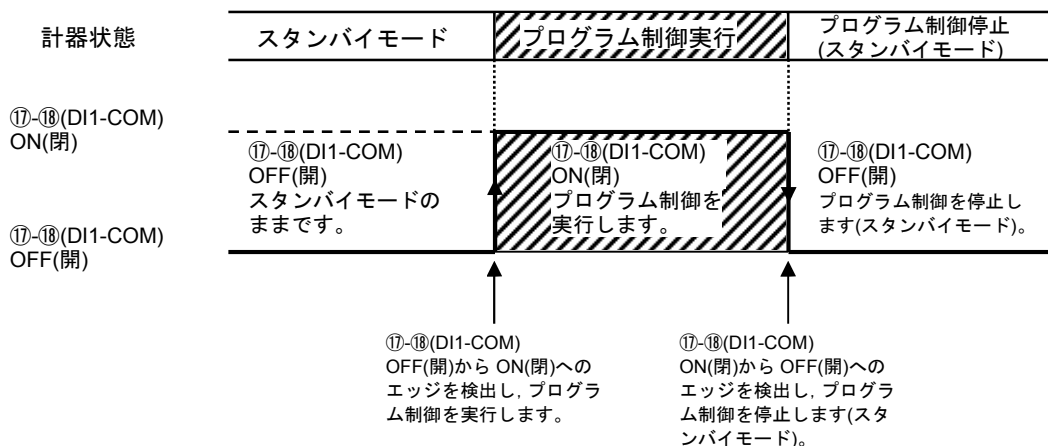 計器状態
スタンバイモード
プログラム制御実行
プログラム制御停止
(スタンバイモード)
⑰-⑱(DI1-COM)
ON(閉)
⑰-⑱(DI1-COM)
OFF(開)
スタンバイモードの
ままです。
⑰-⑱(DI1-COM)
ON(閉)
プログラム制御を
実行します。
⑰-⑱(DI1-COM)
OFF(開)
プログラム制御を停止し
ます(スタンバイモード)。
⑰-⑱(DI1-COM)
OFF(開)
⑰-⑱(DI1-COM)
OFF(開)から ON(閉)への
エッジを検出し, プログラ
ム制御を実行します。
⑰-⑱(DI1-COM)
ON(閉)から OFF(開)への
エッジを検出し, プログラ
ム制御を停止します(スタ
ンバイモード)。